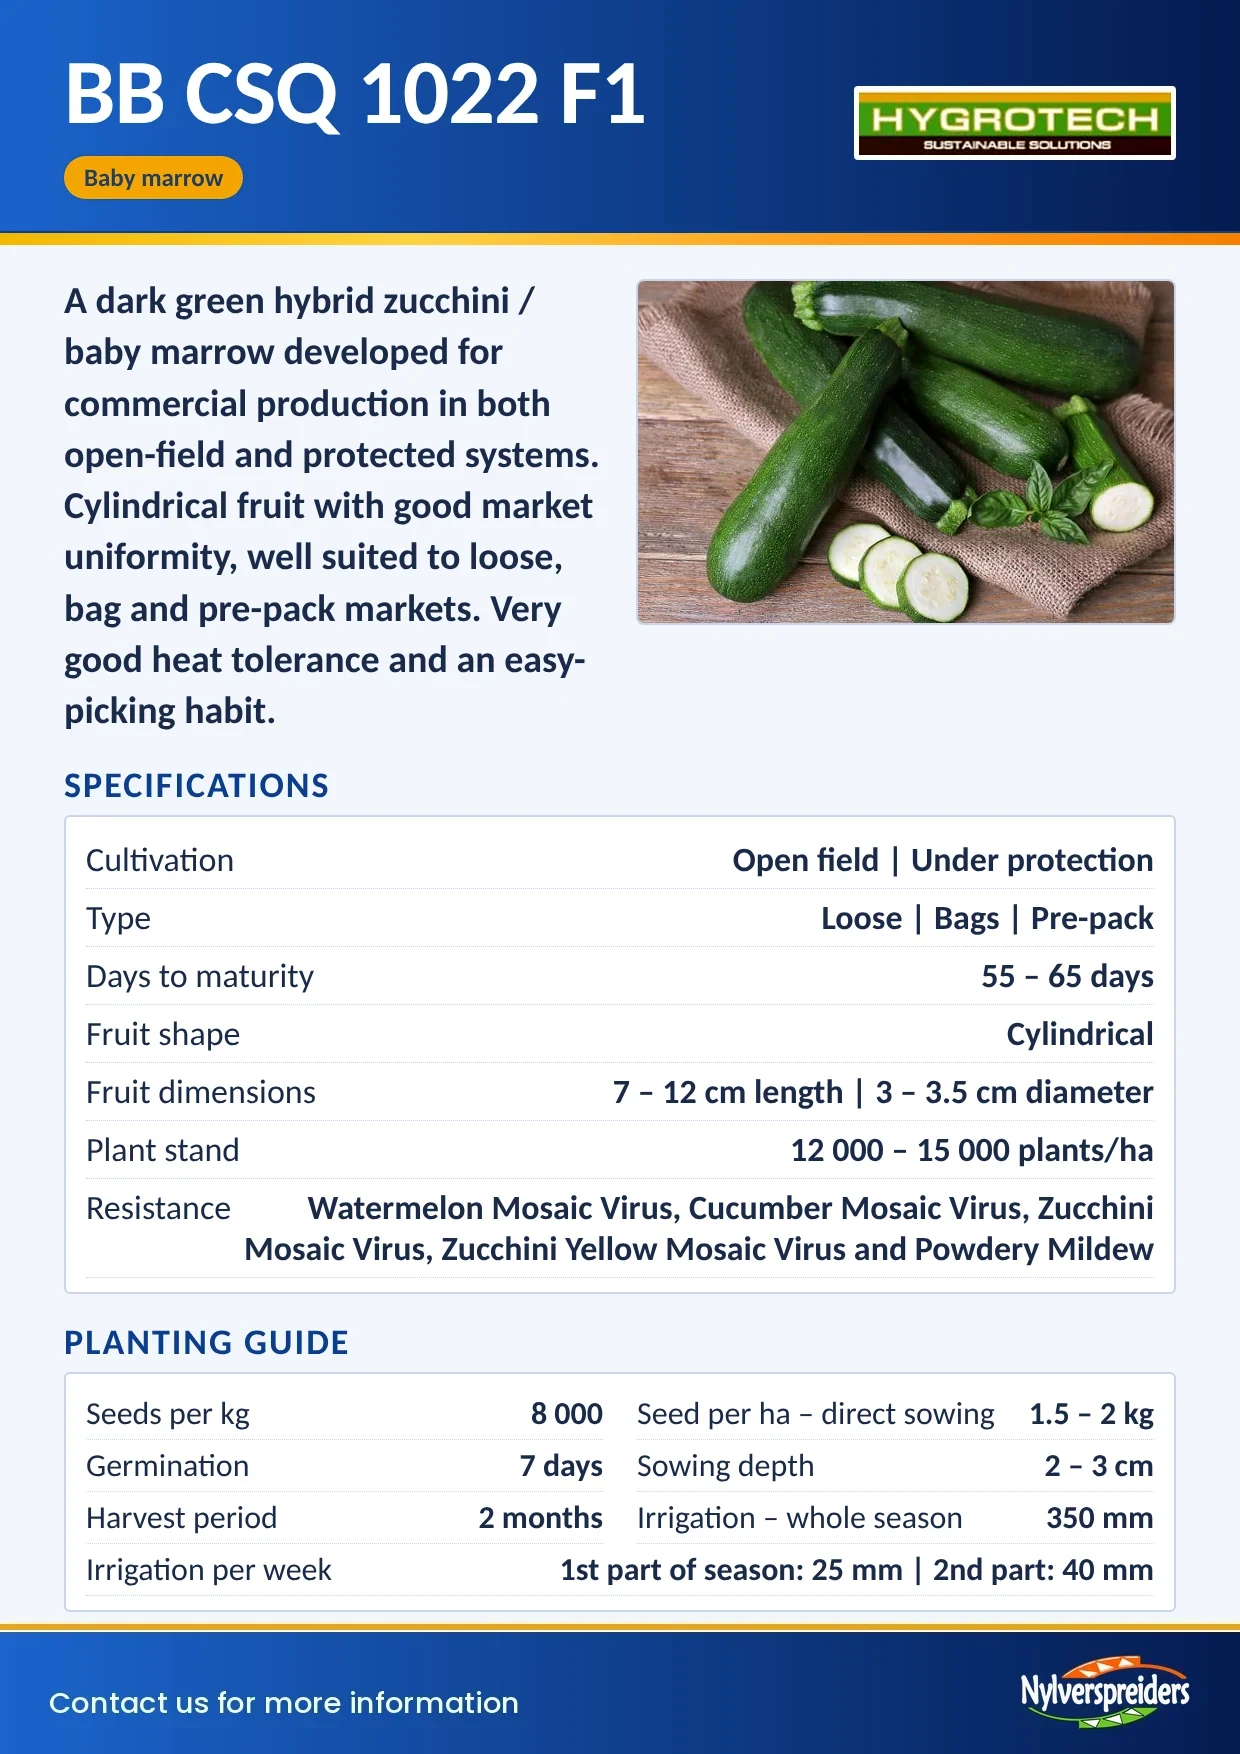 BB CSQ 1022 F1
Baby marrow
HYGROTECH
SUSTAINABLE SOLUTIONS
A dark green hybrid zucchini /
baby marrow developed for
commercial production in both
open-field and protected systems.
Cylindrical fruit with good market
uniformity, well suited to loose,
bag and pre-pack markets. Very
good heat tolerance and an easy-
picking habit.
SPECIFICATIONS
Cultivation Open field | Under protection
Type Loose | Bags | Pre-pack
Days to maturity 55 – 65 days
Fruit shape Cylindrical
Fruit dimensions 7 – 12 cm length | 3 – 3.5 cm diameter
Plant stand 12 000 – 15 000 plants/ha
Resistance Watermelon Mosaic Virus, Cucumber Mosaic Virus, Zucchini
Mosaic Virus, Zucchini Yellow Mosaic Virus and Powdery Mildew
PLANTING GUIDE
Seeds per kg 8 000 Seed per ha – direct sowing 1.5 – 2 kg
Germination 7 days Sowing depth 2 – 3 cm
Harvest period 2 months Irrigation – whole season 350 mm
Irrigation per week 1st part of season: 25 mm | 2nd part: 40 mm
Contact us for more information
Nylverspreiders